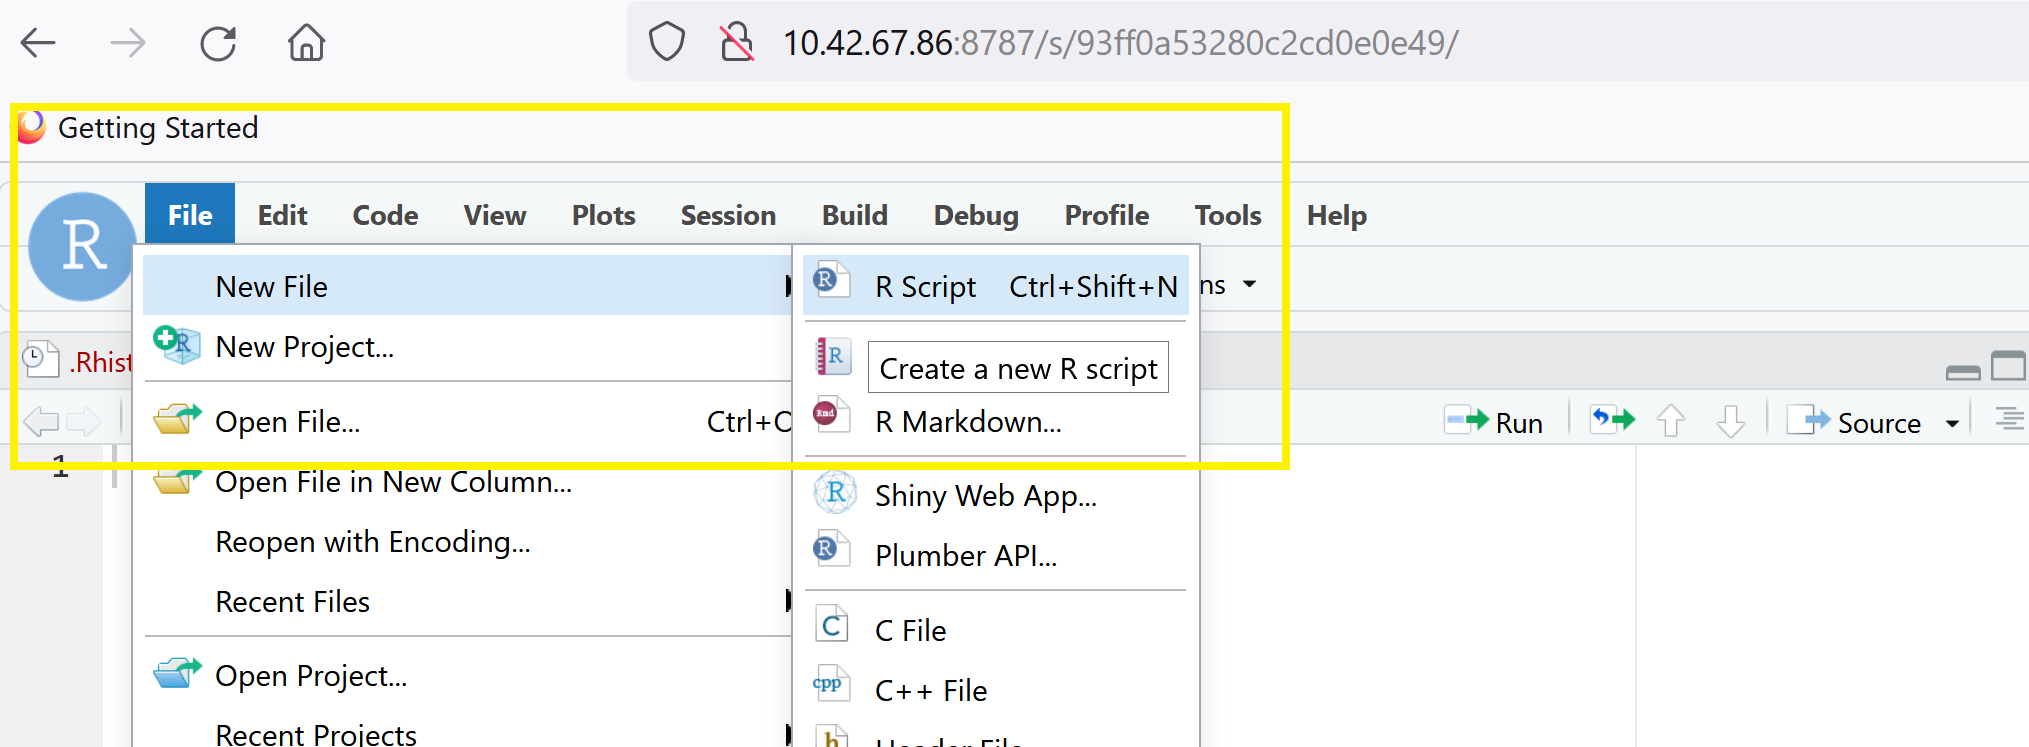 10.42.67.86:8787/s/93ff0a53280c2cd0e0e49/
Getting Started
R
File Edit Code View Plots Session Build Debug Profile Tools Help
New File
R Script Ctrl+Shift+N
ns
New Project...
.Rhist
Create a new R script
Open File... Ctrl+O
R Markdown...
Run
Source
1
Open File in New Column...
Shiny Web App...
Reopen with Encoding...
Plumber API...
Recent Files
C File
Open Project...
C++ File
Recent Projects
Header File